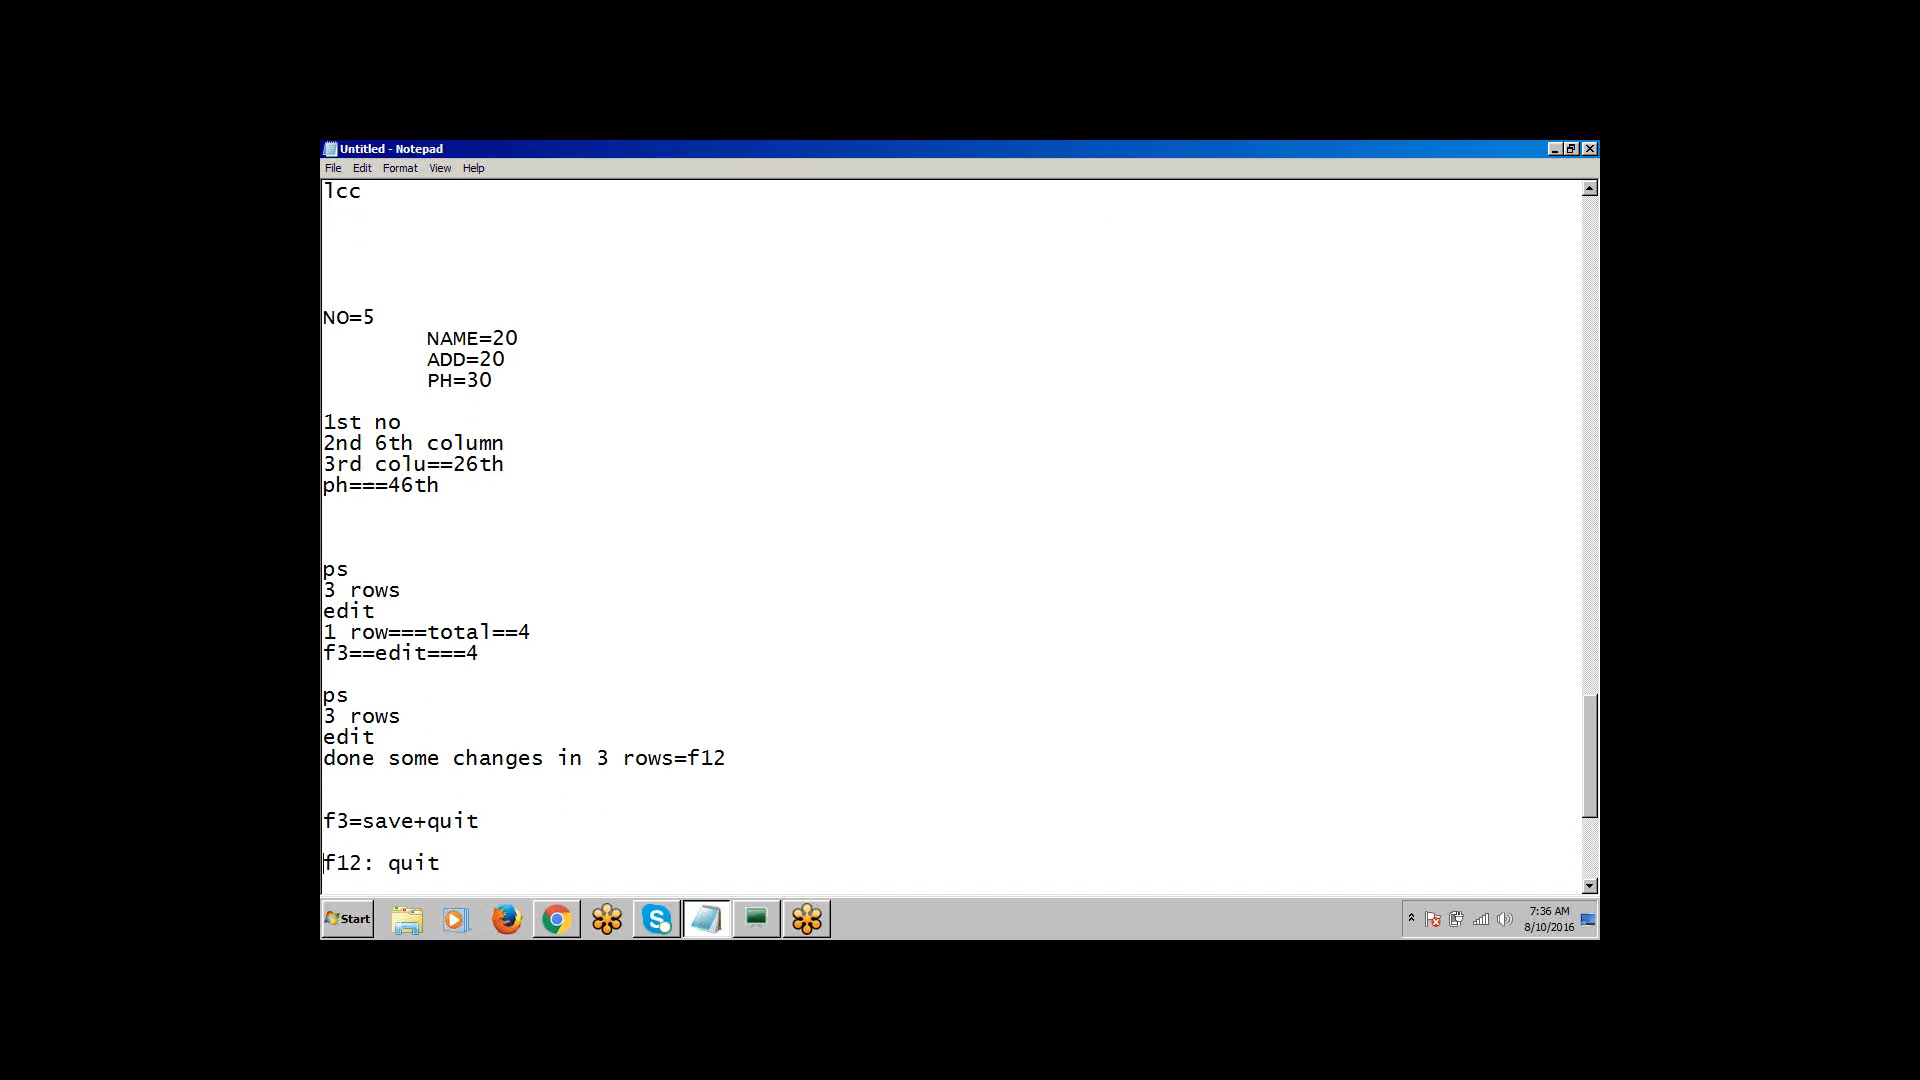 Untitled - Notepad
File Edit Format View Help
lcc
NO=5
NAME=20
ADD=20
PH=30
1st no
2nd 6th column
3rd colu==26th
ph===46th
ps
3 rows
edit
1 row===total==4
f3==edit===4
ps
3 rows
edit
done some changes in 3 rows=f12
f3=save+quit
f12: quit
Start
7:36 AM
8/10/2016